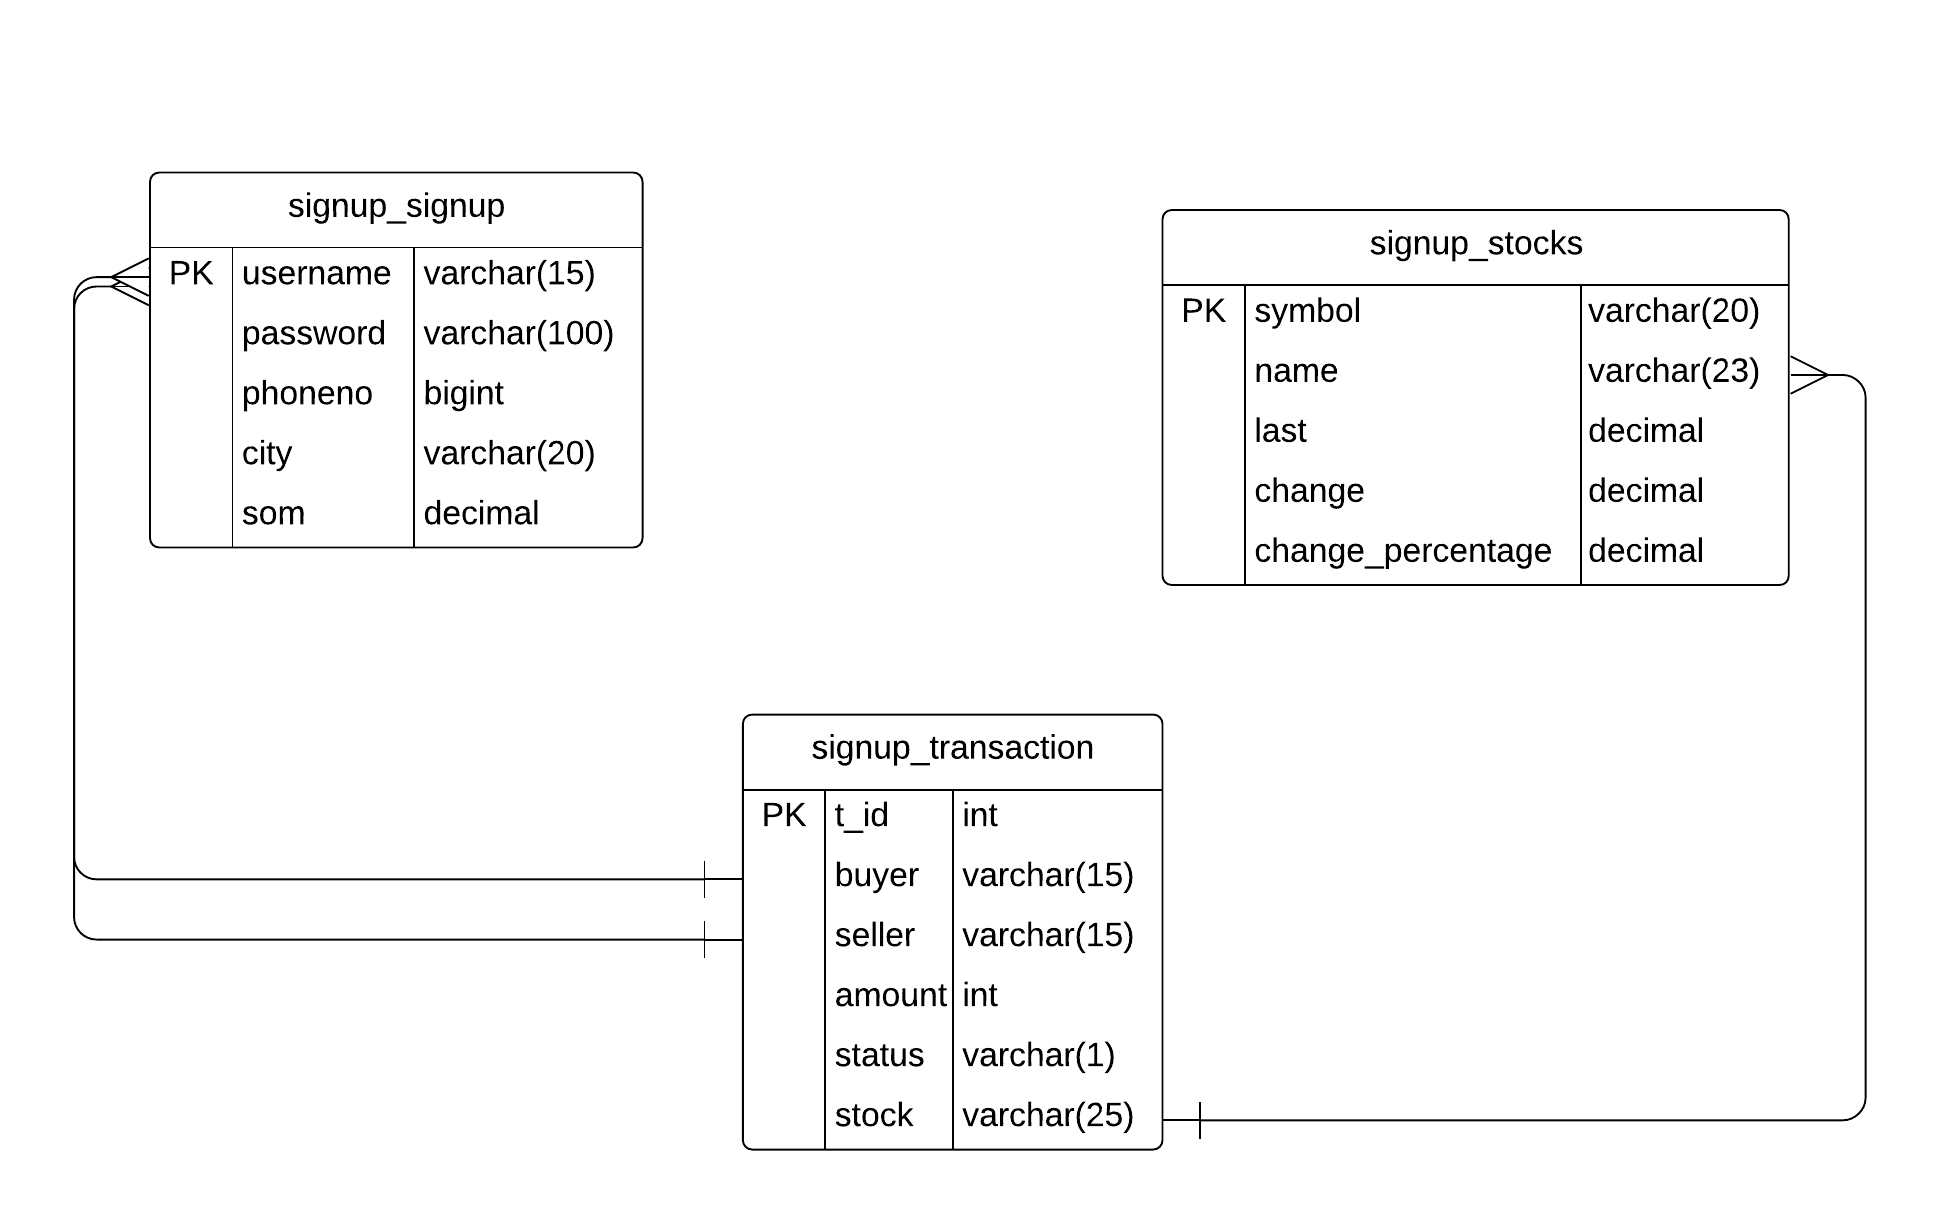 signup_signup
PK username varchar(15)
password varchar(100)
phoneno bigint
city varchar(20)
som decimal
signup_stocks
PK symbol varchar(20)
name varchar(23)
last decimal
change decimal
change_percentage decimal
signup_transaction
PK t_id int
buyer varchar(15)
seller varchar(15)
amount int
status varchar(1)
stock varchar(25)